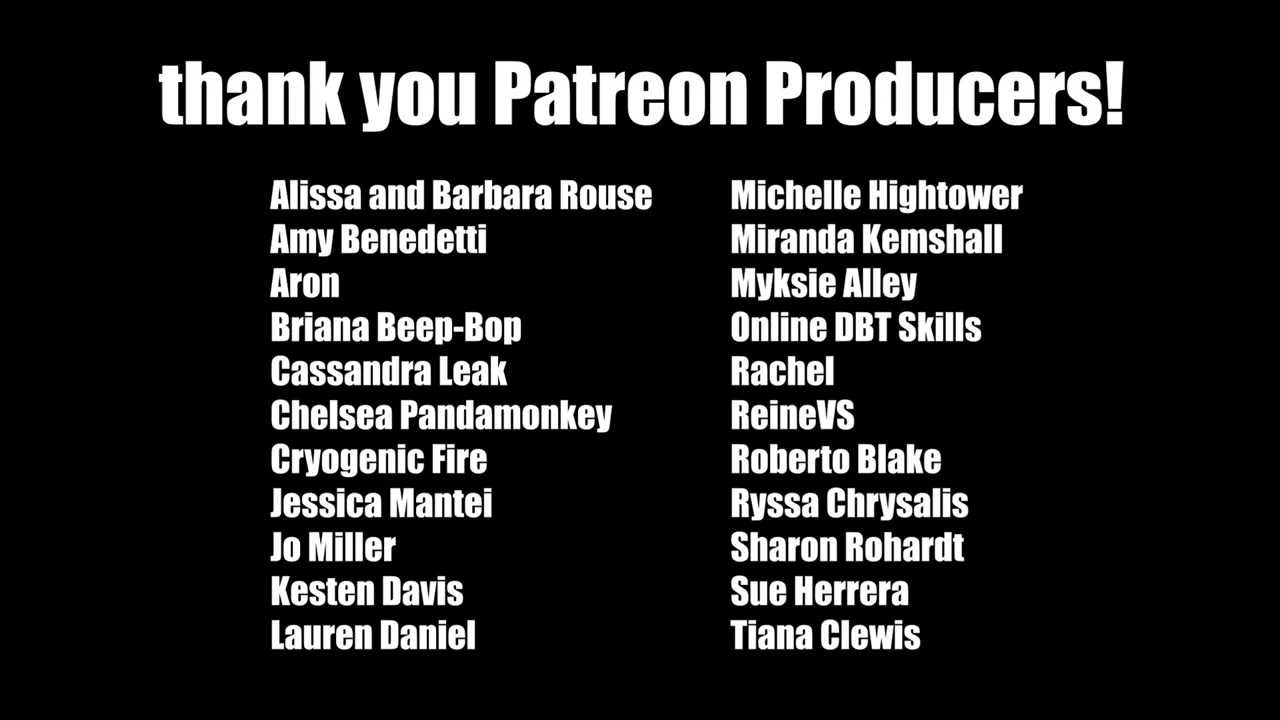 thank you Patreon Producers!
Alissa and Barbara Rouse
Amy Benedetti
Aron
Briana Beep-Bop
Cassandra Leak
Chelsea Pandamonkey
Cryogenic Fire
Jessica Mantei
Jo Miller
Kesten Davis
Lauren Daniel
Michelle Hightower
Miranda Kemshall
Myksie Alley
Online DBT Skills
Rachel
ReineVS
Roberto Blake
Ryssa Chrysalis
Sharon Rohardt
Sue Herrera
Tiana Clewis